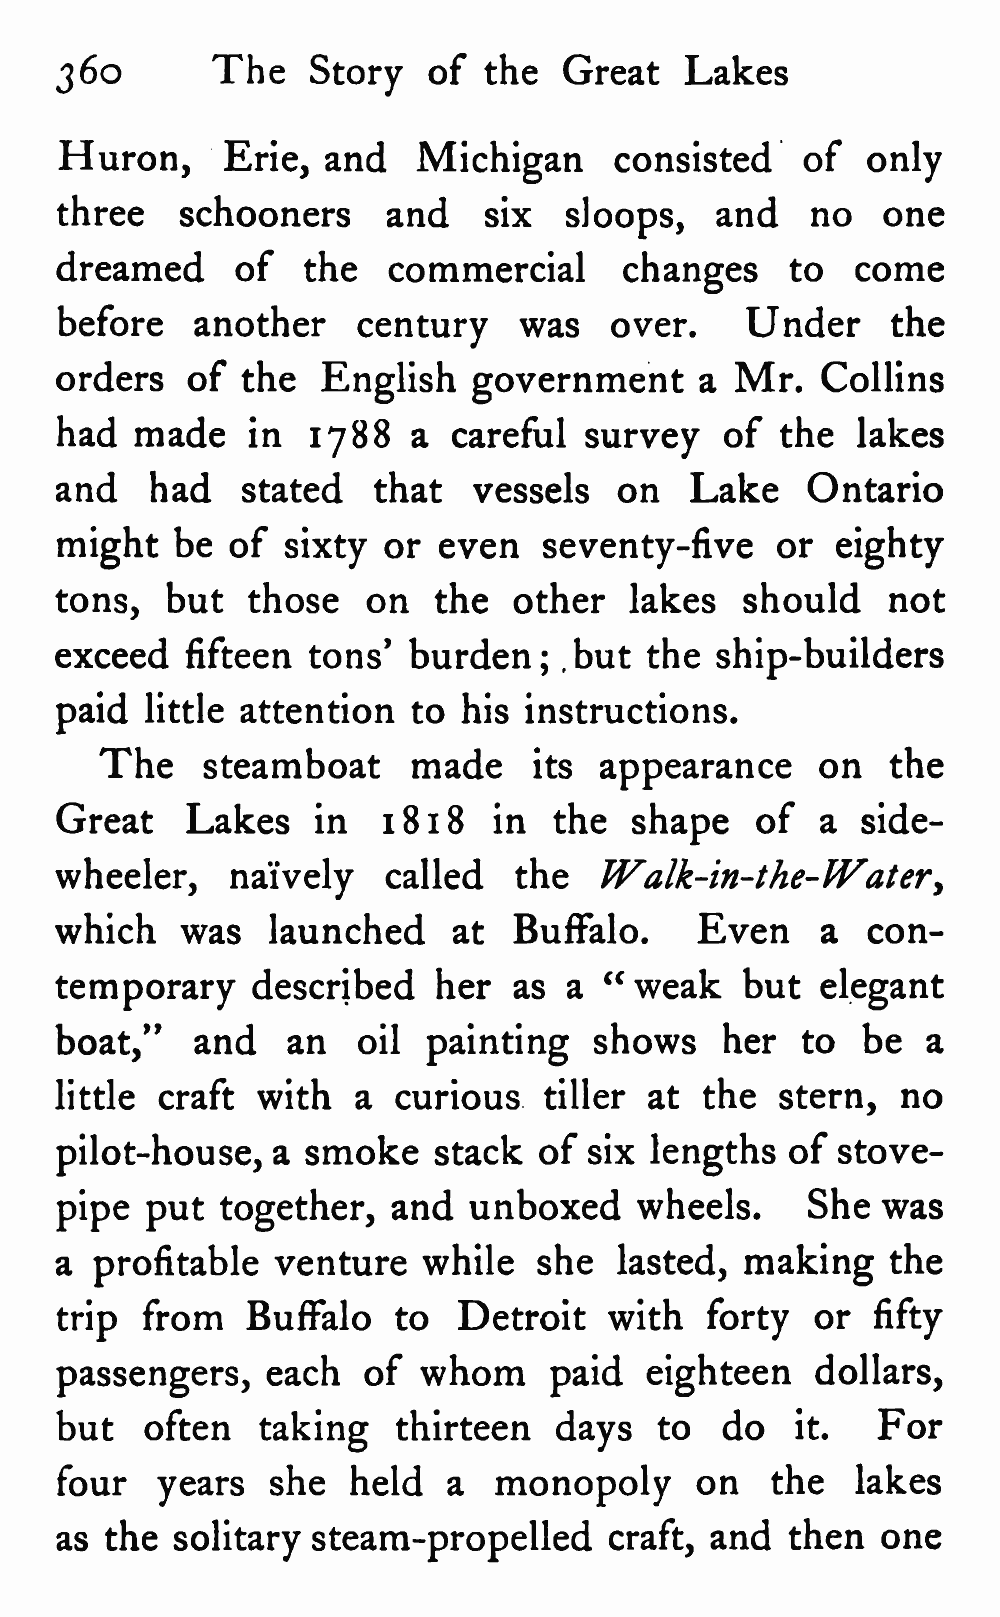 360 The Story of the Great Lakes
Huron, Erie, and Michigan consisted of only
three schooners and six sloops, and no one
dreamed of the commercial changes to come
before another century was over. Under the
orders of the English government a Mr. Collins
had made in 1788 a careful survey of the lakes
and had stated that vessels on Lake Ontario
might be of sixty or even seventy-five or eighty
tons, but those on the other lakes should not
exceed fifteen tons' burden; but the ship-builders
paid little attention to his instructions.
The steamboat made its appearance on the
Great Lakes in 1818 in the shape of a side-
wheeler, naïvely called the Walk-in-the-Water,
which was launched at Buffalo. Even a con-
temporary described her as a “weak but elegant
boat,” and an oil painting shows her to be a
little craft with a curious tiller at the stern, no
pilot-house, a smoke stack of six lengths of stove-
pipe put together, and unboxed wheels. She was
a profitable venture while she lasted, making the
trip from Buffalo to Detroit with forty or fifty
passengers, each of whom paid eighteen dollars,
but often taking thirteen days to do it. For
four years she held a monopoly on the lakes
as the solitary steam-propelled craft, and then one